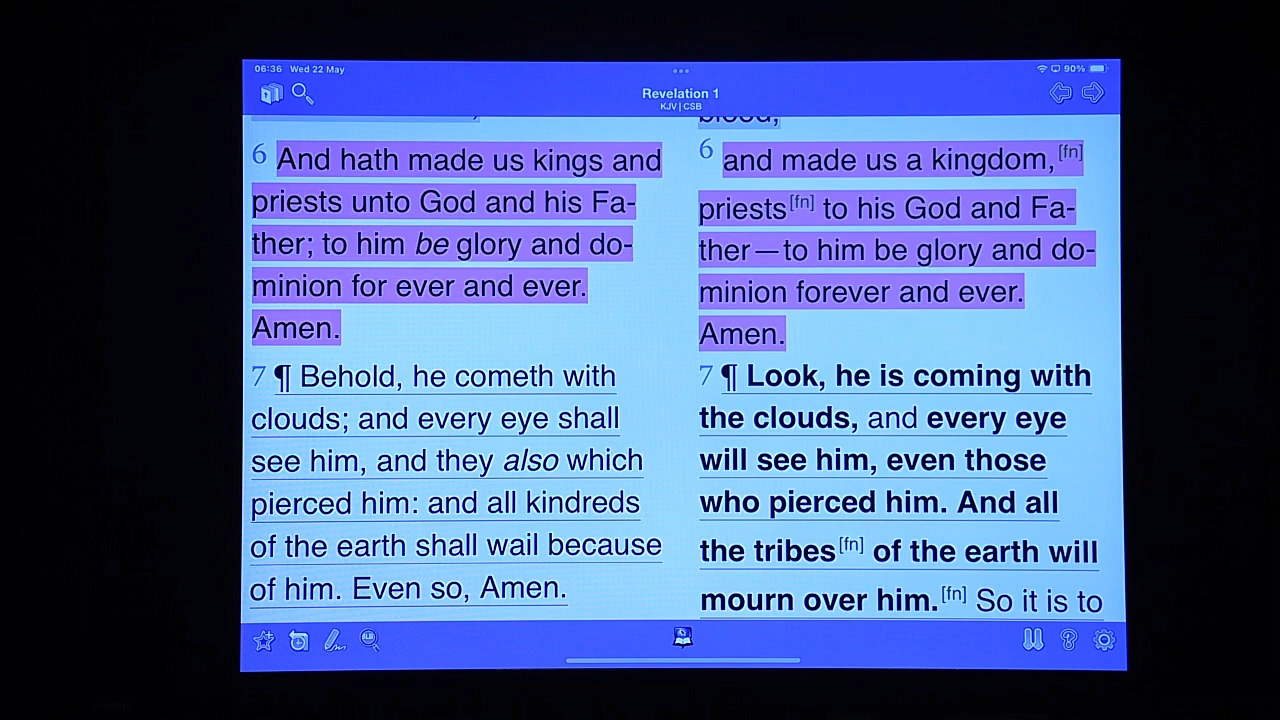 06:36 Wed 22 May
90%
Revelation 1
KJV | CSB
6 And hath made us kings and
priests unto God and his Fa-
ther; to him be glory and do-
minion for ever and ever.
Amen.
7 ¶ Behold, he cometh with
clouds; and every eye shall
see him, and they also which
pierced him: and all kindreds
of the earth shall wail because
of him. Even so, Amen.
blood,
6 and made us a kingdom,[fn]
priests[fn] to his God and Fa-
ther—to him be glory and do-
minion forever and ever.
Amen.
7 ¶ Look, he is coming with
the clouds, and every eye
will see him, even those
who pierced him. And all
the tribes[fn] of the earth will
mourn over him.[fn] So it is to